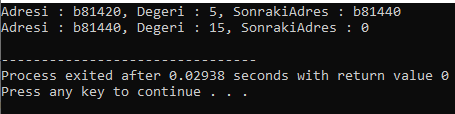 Adresi : b81420, Degeri : 5, SonrakiAdres : b81440
Adresi : b81440, Degeri : 15, SonrakiAdres : 0
--------------------------------
Process exited after 0.02938 seconds with return value 0
Press any key to continue . . .